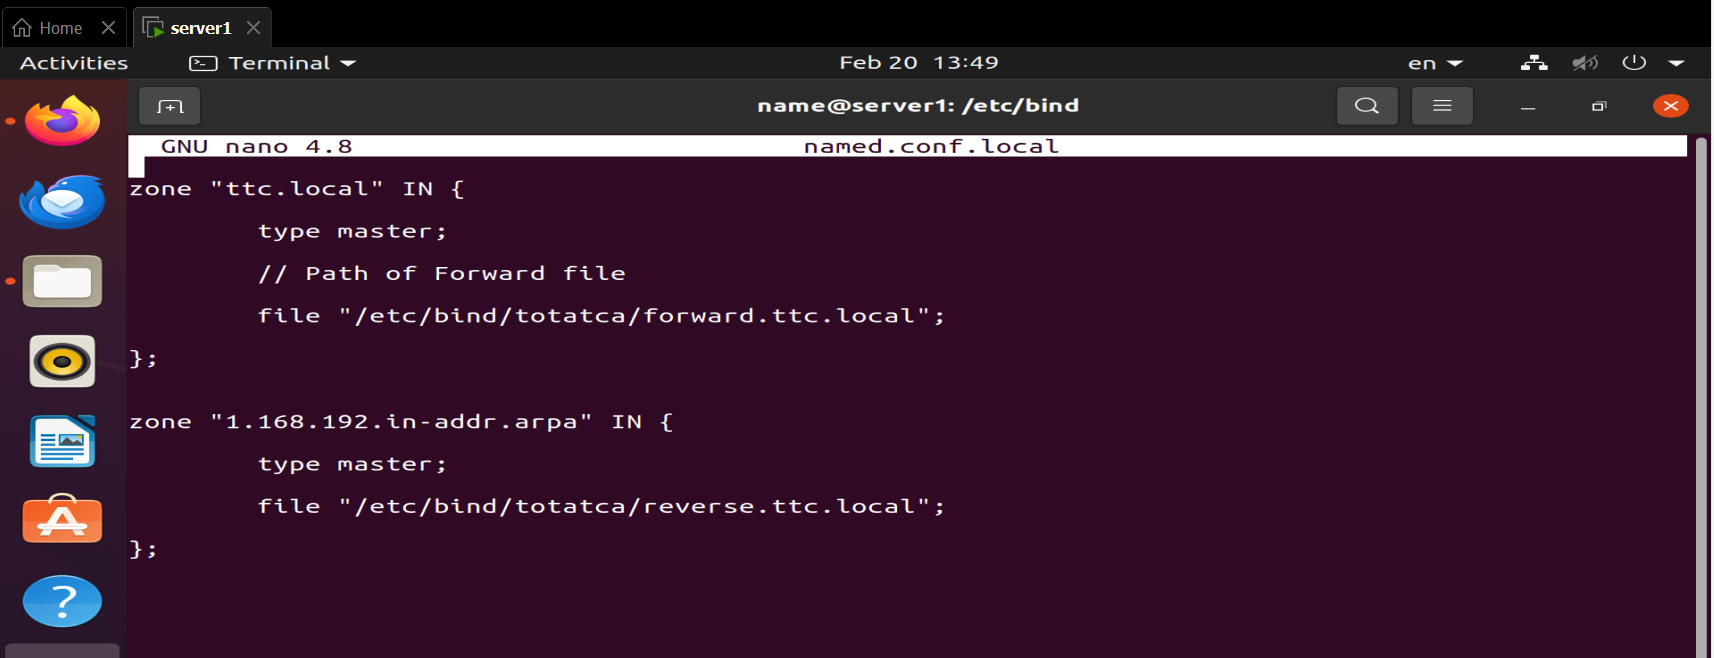 Home
server1
Activities
Terminal
Feb 20 13:49
en
name@server1: /etc/bind
GNU nano 4.8
named.conf.local
zone "ttc.local" IN {
type master;
// Path of Forward file
file "/etc/bind/totatca/forward.ttc.local";
};
zone "1.168.192.in-addr.arpa" IN {
type master;
file "/etc/bind/totatca/reverse.ttc.local";
};